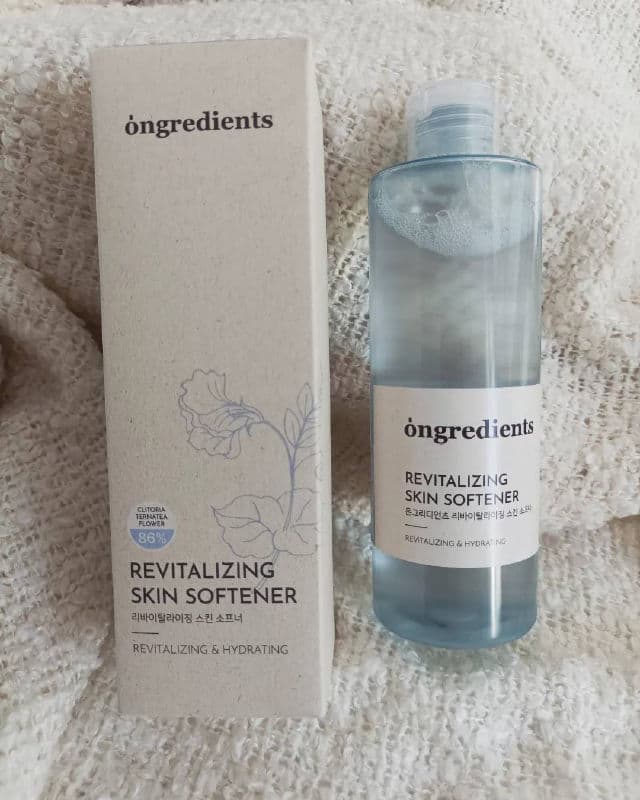 ongredients
CLITORIA
TERNATEA
FLOWER
86%
REVITALIZING
SKIN SOFTENER
리바이탈라이징 스킨 소프너
REVITALIZING & HYDRATING
ongredients
REVITALIZING
SKIN SOFTENER
온그리디언츠 리바이탈라이징 스킨 소프너
REVITALIZING & HYDRATING